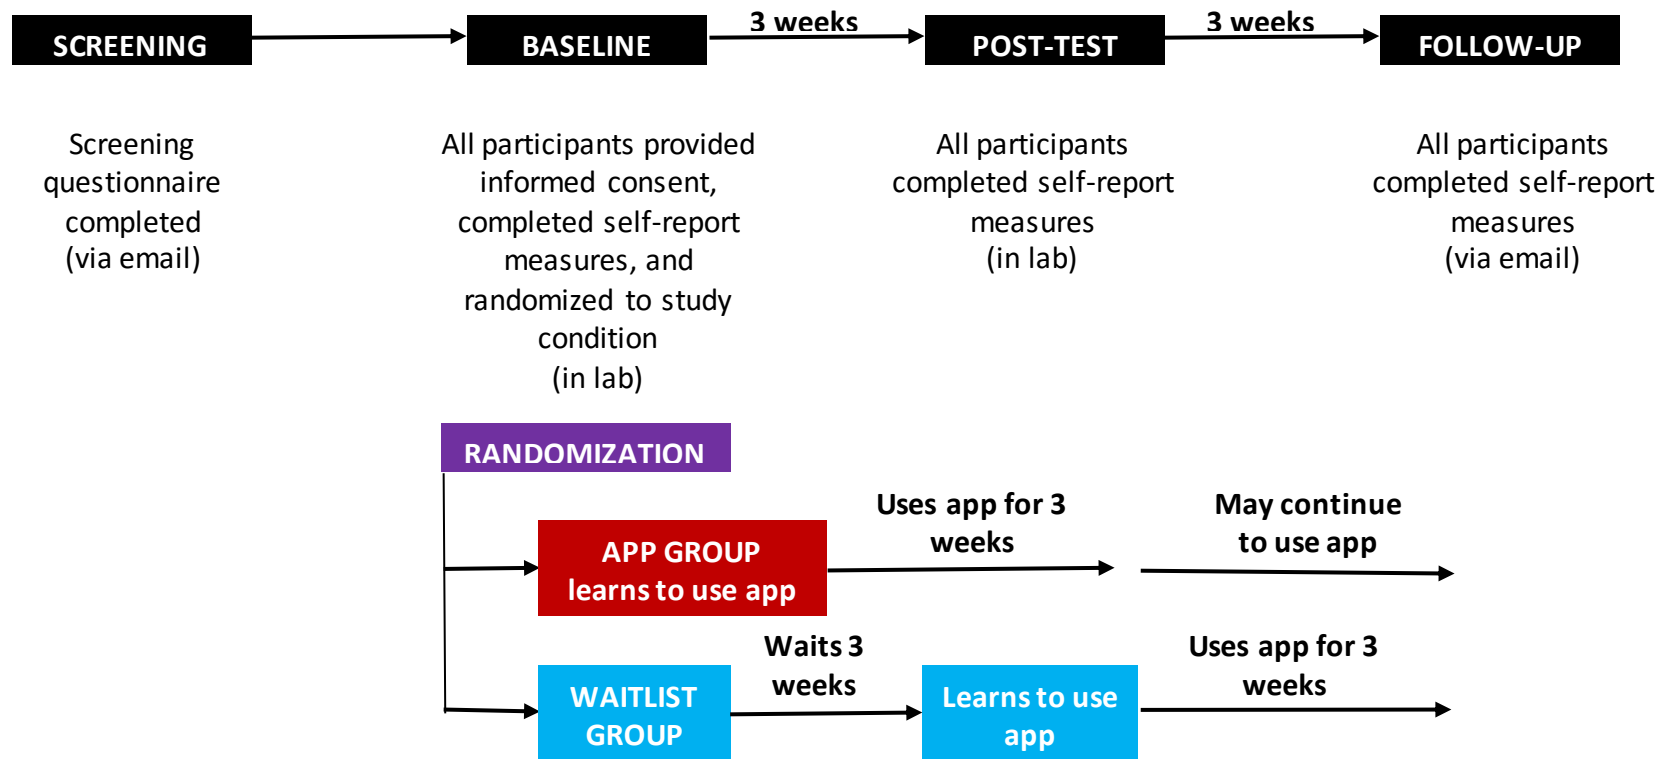 SCREENING
BASELINE
3 weeks
POST-TEST
3 weeks
FOLLOW-UP
Screening
questionnaire
completed
(via email)
All participants provided
informed consent,
completed self-report
measures, and
randomized to study
condition
(in lab)
All participants
completed self-report
measures
(in lab)
All participants
completed self-report
measures
(via email)
RANDOMIZATION
APP GROUP
learns to use app
Uses app for 3
weeks
May continue
to use app
WAITLIST
GROUP
Waits 3
weeks
Learns to use
app
Uses app for 3
weeks